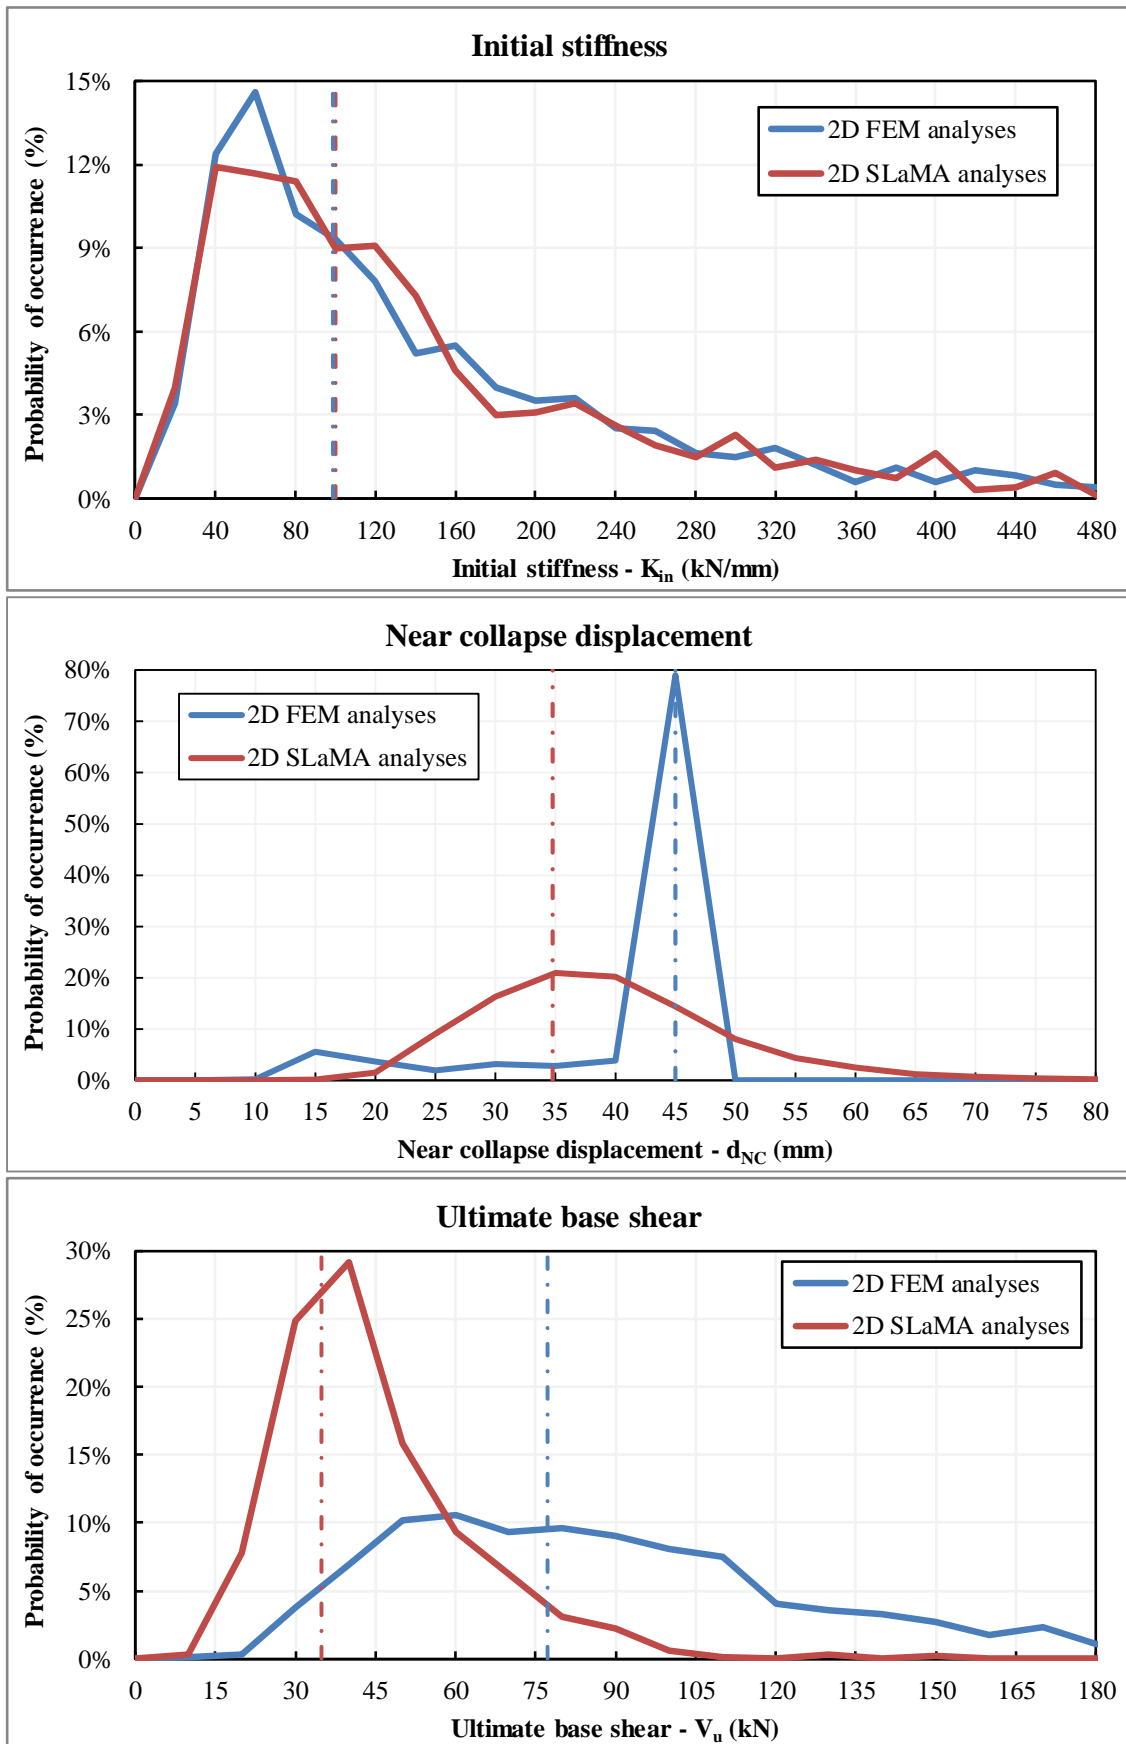 Initial stiffness
15%
12%
9%
6%
3%
0%
Probability of occurrence (%)
2D FEM analyses
2D SLaMA analyses
0 40 80 120 160 200 240 280 320 360 400 440 480
Initial stiffness - Kin (kN/mm)
Near collapse displacement
80%
70%
60%
50%
40%
30%
20%
10%
0%
Probability of occurrence (%)
2D FEM analyses
2D SLaMA analyses
0 5 10 15 20 25 30 35 40 45 50 55 60 65 70 75 80
Near collapse displacement - dNC (mm)
Ultimate base shear
30%
25%
20%
15%
10%
5%
0%
Probability of occurrence (%)
2D FEM analyses
2D SLaMA analyses
0 15 30 45 60 75 90 105 120 135 150 165 180
Ultimate base shear - Vu (kN)